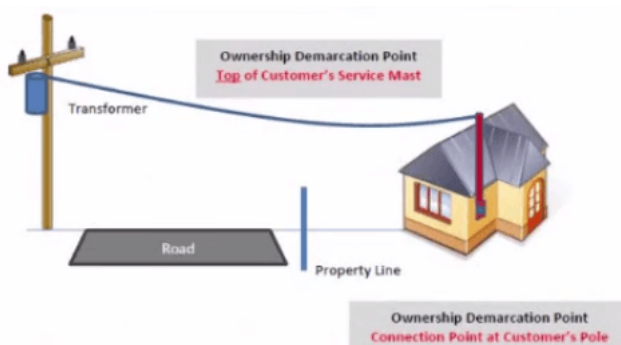 Ownership Demarcation Point
Top of Customer's Service Mast
Transformer
Road
Property Line
Ownership Demarcation Point
Connection Point at Customer's Pole